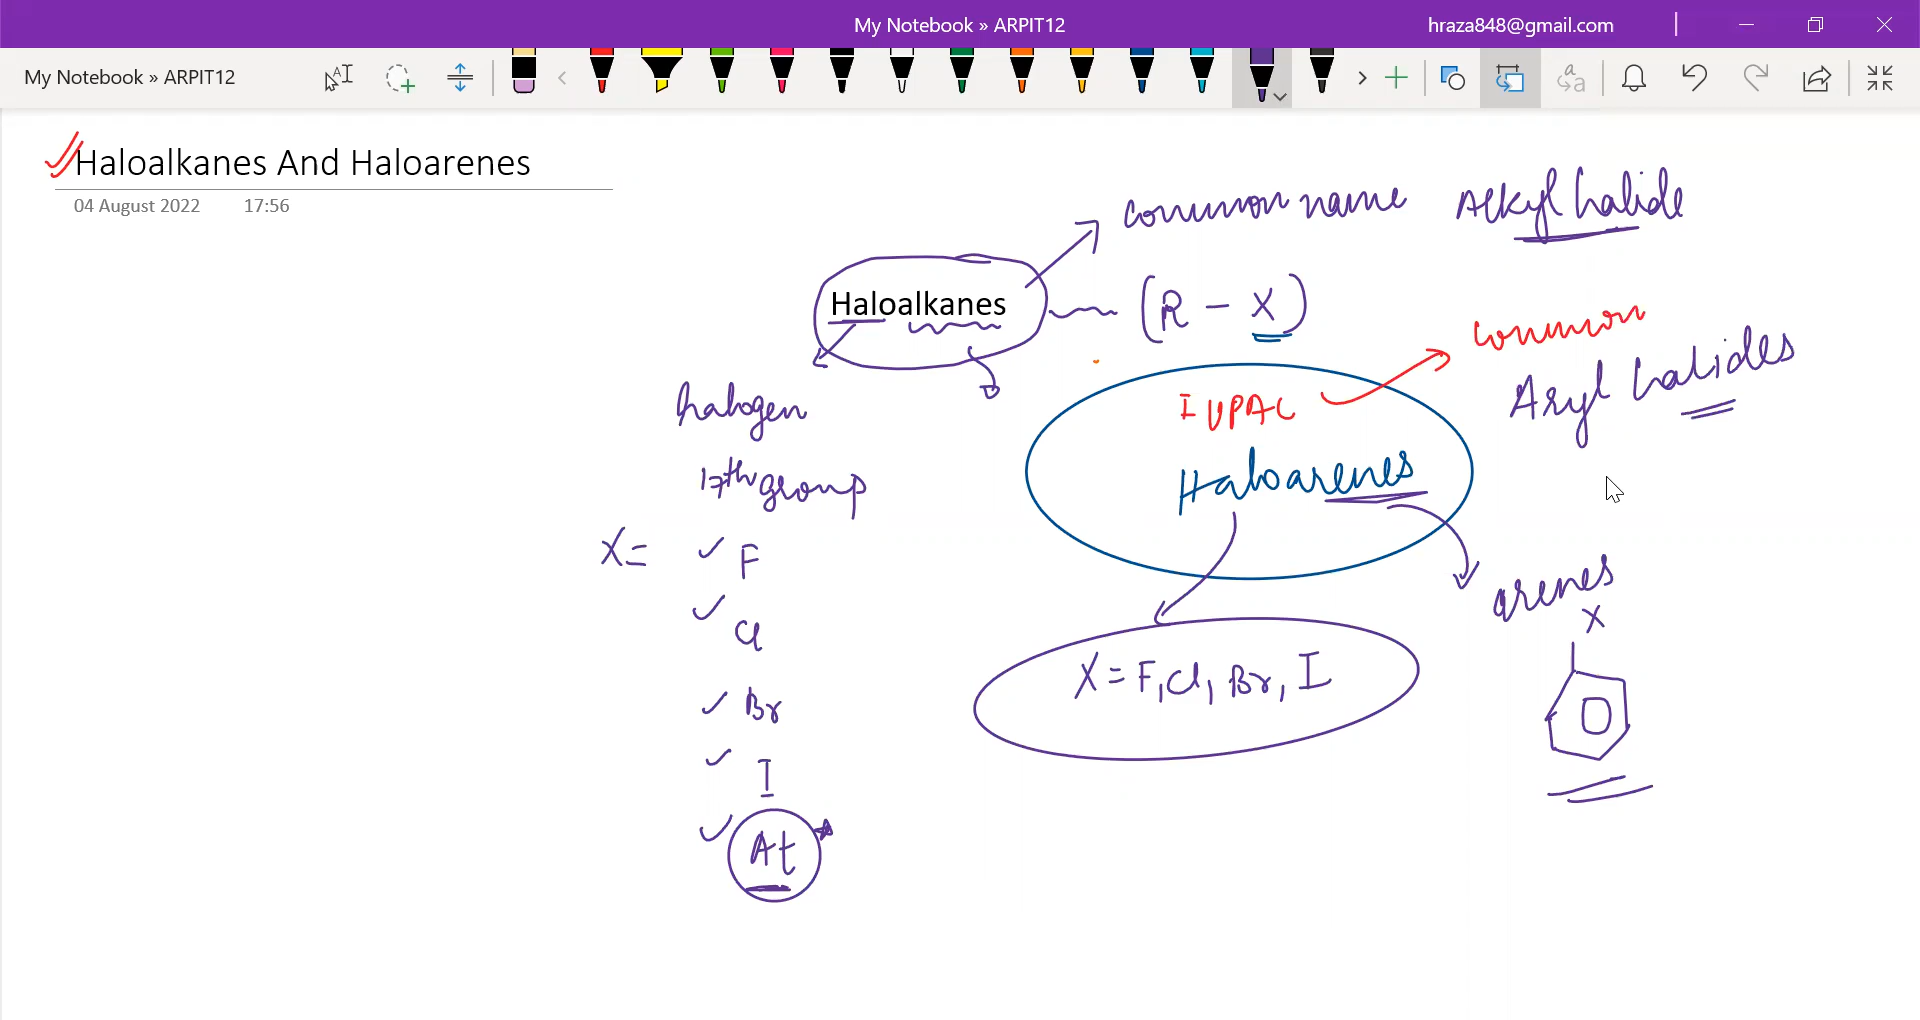 My Notebook » ARPIT12
hraza848@gmail.com
My Notebook » ARPIT12
Haloalkanes And Haloarenes
04 August 2022 17:56
common name Alkyl halide
Haloalkanes (R - X)
common
Aryl halides
IUPAC
Haloarenes
halogen
17th group
X= F
Cl
Br
I
At
arenes
X
X = F, Cl, Br, I